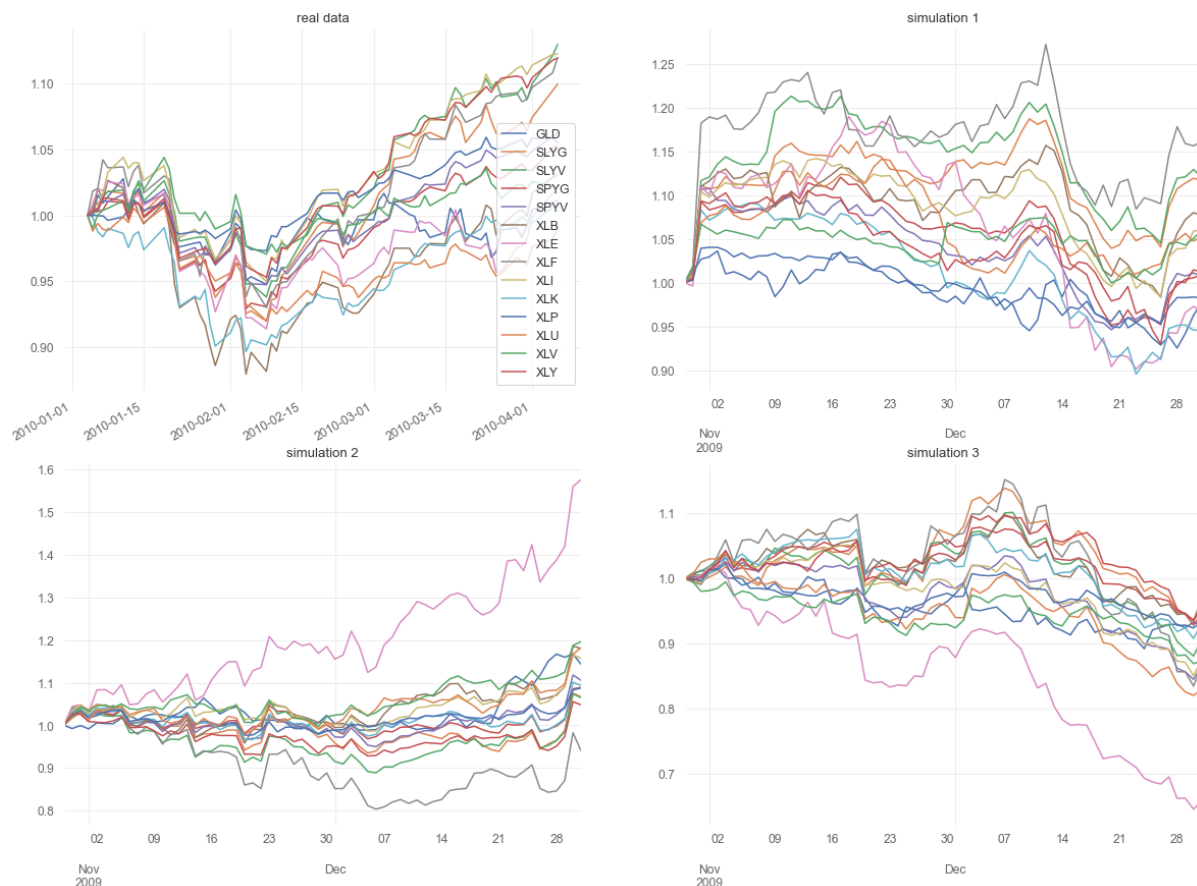 real data
1.10
1.05
1.00
0.95
0.90
GLD
SLYG
SLYV
SPYG
SPYV
XLB
XLE
XLF
XLI
XLK
XLP
XLU
XLV
XLY
2010-01-01
2010-01-15
2010-02-01
2010-02-15
2010-03-01
2010-03-15
2010-04-01
simulation 1
1.25
1.20
1.15
1.10
1.05
1.00
0.95
0.90
02 09 16 23 30 07 14 21 28
Nov Dec
2009
simulation 2
1.6
1.5
1.4
1.3
1.2
1.1
1.0
0.9
0.8
02 09 16 23 30 07 14 21 28
Nov Dec
2009
simulation 3
1.1
1.0
0.9
0.8
0.7
02 09 16 23 30 07 14 21 28
Nov Dec
2009